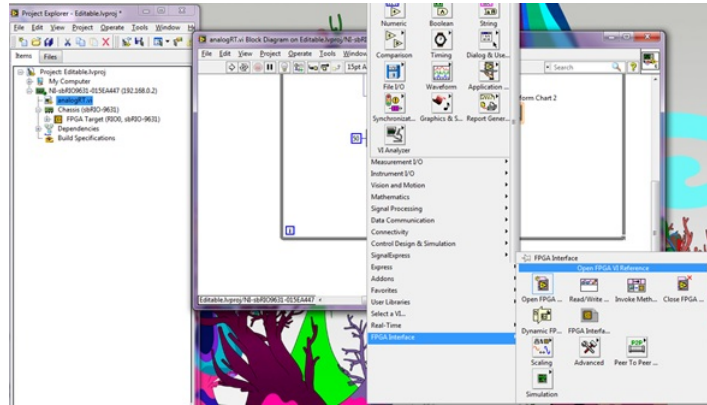 Project Explorer - Editable.lvproj *
File Edit View Project Operate Tools Window
Items Files
Project: Editable.lvproj
My Computer
NI-sbRIO9631-015EA447 (192.168.0.2)
analogRT.vi
Chassis (sbRIO-9631)
FPGA Target (RIO0, sbRIO-9631)
Dependencies
Build Specifications
analogRT.vi Block Diagram on Editable.lvproj/NI-sbRI
File Edit View Project Operate Tools Window
15pt A
Search
form Chart 2
i
Editable.lvproj/NI-sbRIO9631-015EA447
Numeric Boolean String
Comparison Timing Dialog & Use...
File I/O Waveform Application ...
Synchronizat... Graphics & S... Report Gener...
VI Analyzer
Measurement I/O
Instrument I/O
Vision and Motion
Mathematics
Signal Processing
Data Communication
Connectivity
Control Design & Simulation
SignalExpress
Express
Addons
Favorites
User Libraries
Select a VI...
Real-Time
FPGA Interface
FPGA Interface
Open FPGA VI Reference
Open FPGA ... Read/Write ... Invoke Meth... Close FPGA ...
Dynamic FP... FPGA Interfa...
Scaling Advanced Peer To Peer ...
Simulation